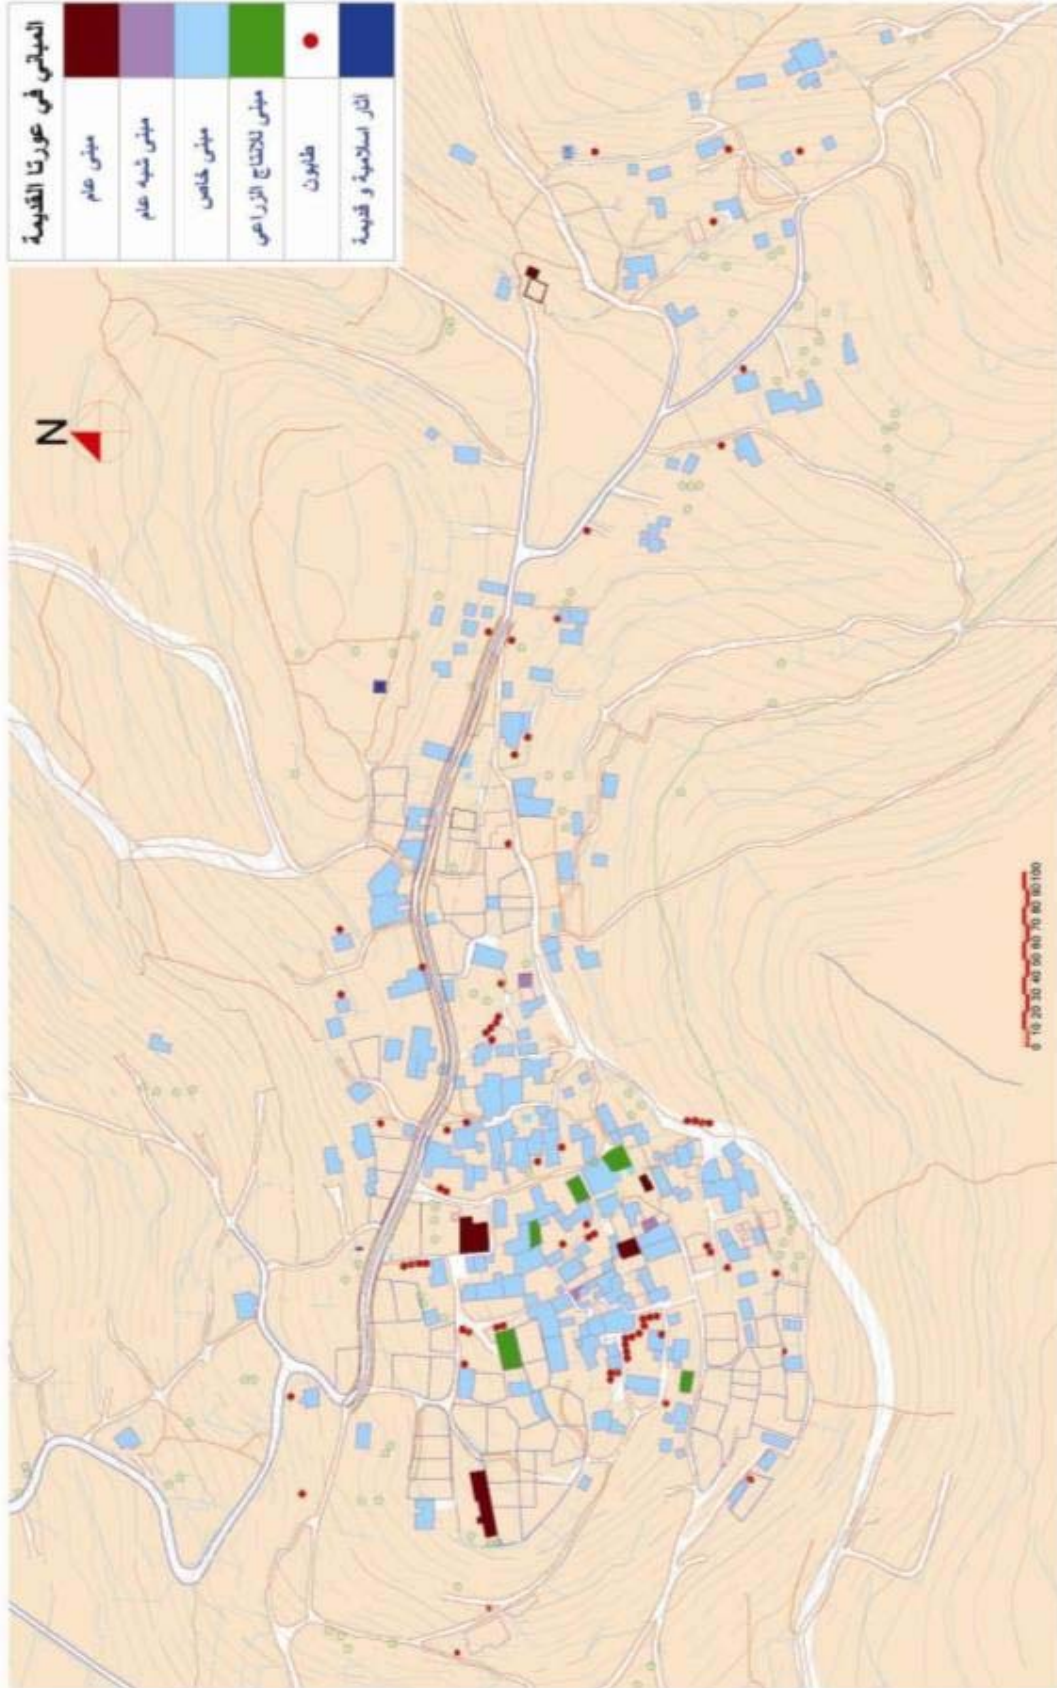 المباني في عورتا القديمة
مبنى عام
مبنى شبه عام
مبنى خاص
مبنى للانتاج الزراعي
طابون
اثار اسلامية و قديمة
N
0 10 20 30 40 50 60 70 80 90 100